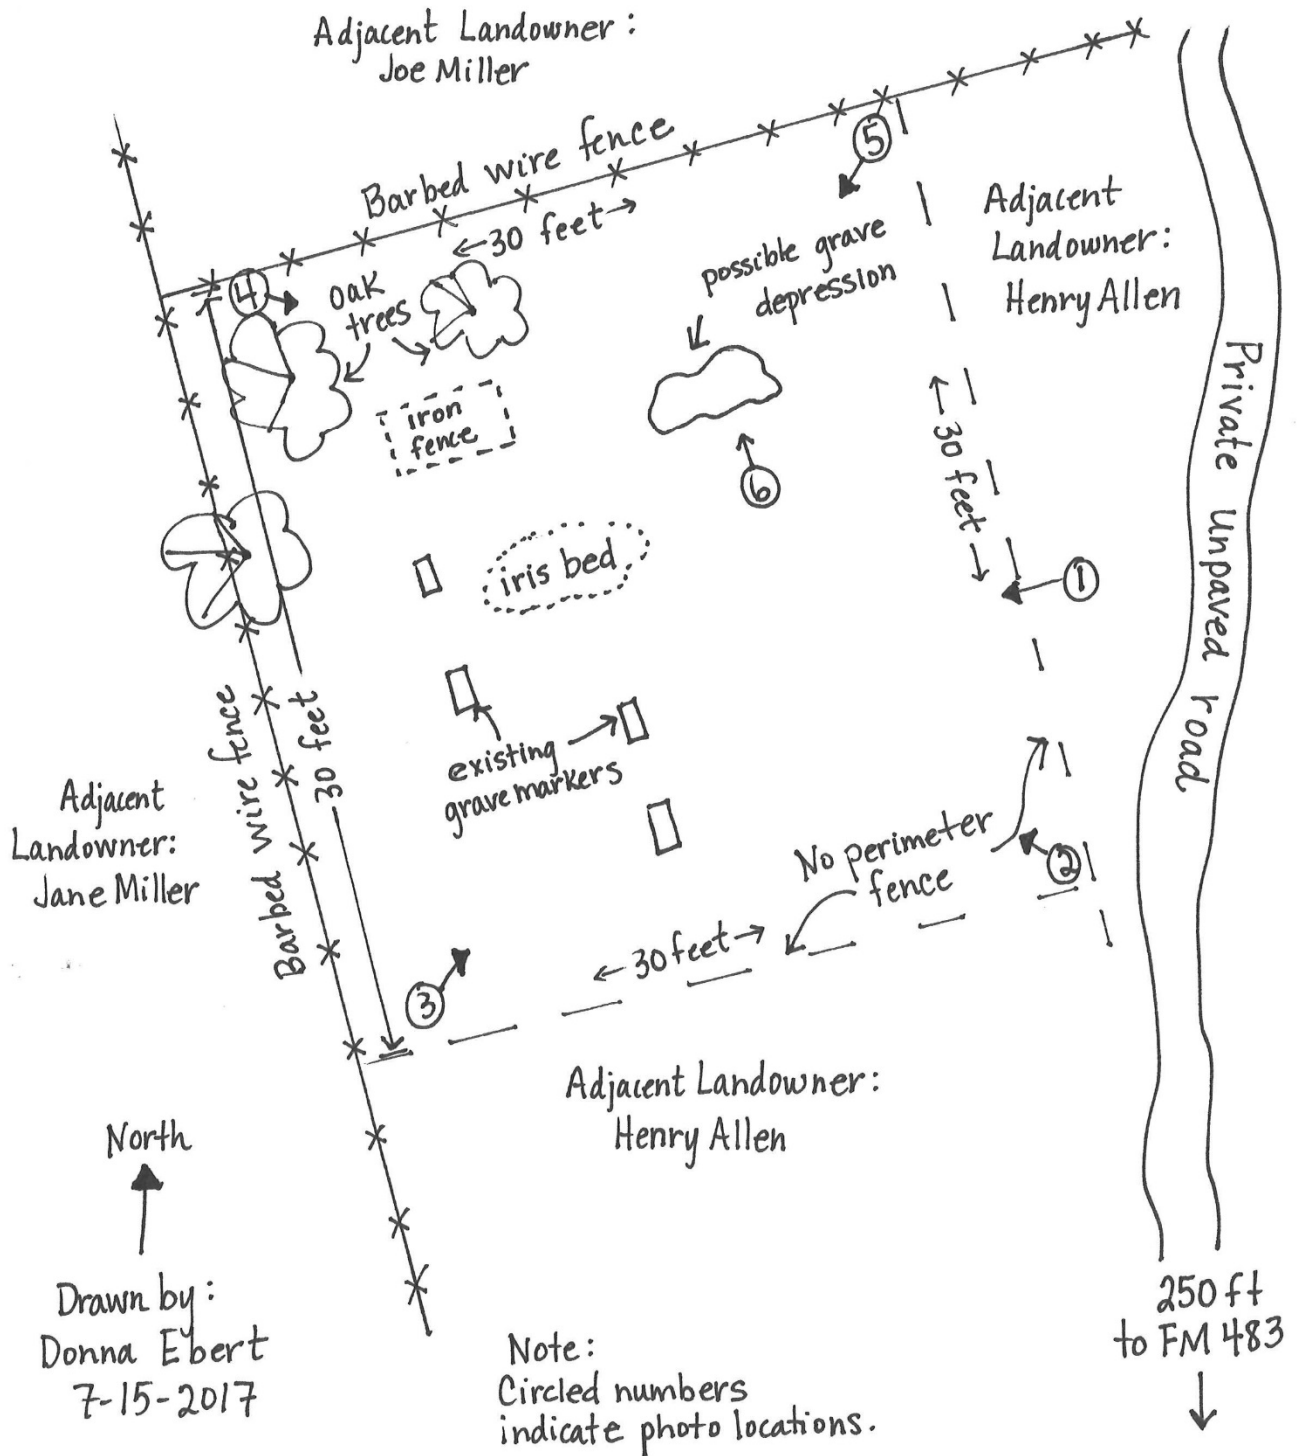 Adjacent Landowner:
Joe Miller
Barbed wire fence
←30 feet→
5
Adjacent
Landowner:
Henry Allen
4
oak
trees
possible grave
depression
iron
fence
←30 feet→
6
Private Unpaved road
iris bed
1
existing
grave markers
Barbed wire fence
30 feet
Adjacent
Landowner:
Jane Miller
No perimeter
fence
2
←30 feet→
3
Adjacent Landowner:
Henry Allen
North
Drawn by:
Donna Ebert
7-15-2017
Note:
Circled numbers
indicate photo locations.
250 ft
to FM 483